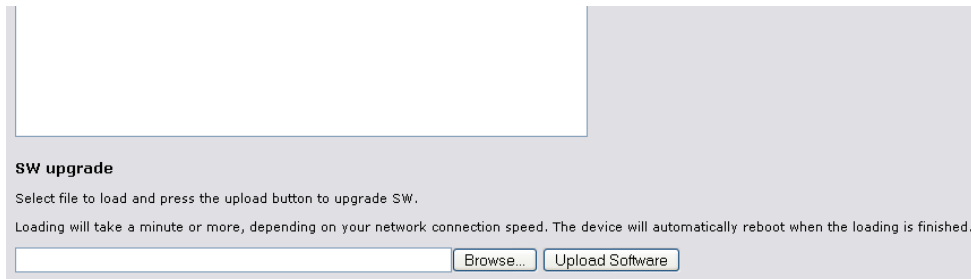 SW upgrade
Select file to load and press the upload button to upgrade SW.
Loading will take a minute or more, depending on your network connection speed. The device will automatically reboot when the loading is finished.
Browse... Upload Software